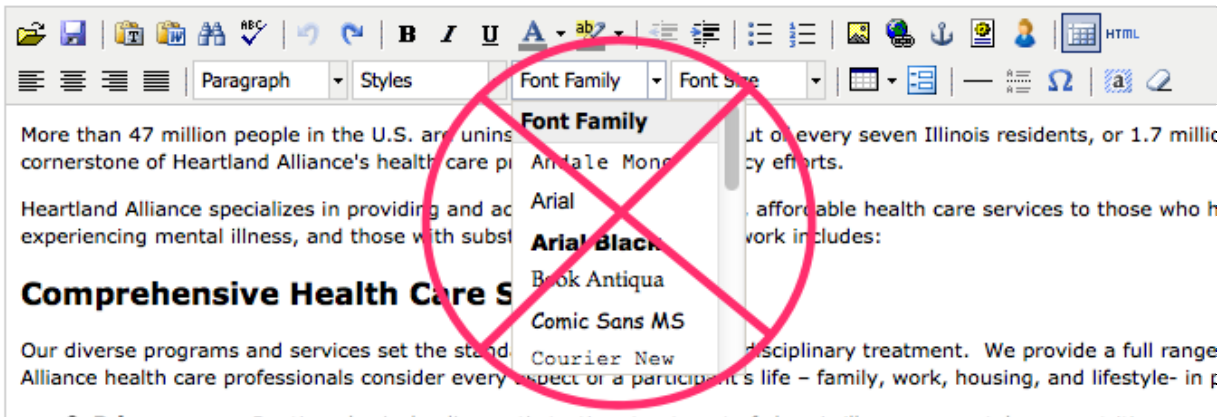 ABC B I U A ab HTML
Paragraph Styles Font Family Font Size
More than 47 million people in the U.S. are unins ut of every seven Illinois residents, or 1.7 millio
cornerstone of Heartland Alliance's health care p cy efforts.
Heartland Alliance specializes in providing and ac affordable health care services to those who h
experiencing mental illness, and those with subst work includes:
Comprehensive Health Care S
Our diverse programs and services set the stand disciplinary treatment. We provide a full range
Alliance health care professionals consider every aspect of a participant's life – family, work, housing, and lifestyle- in p
Font Family
Andale Mono
Arial
Arial Black
Book Antiqua
Comic Sans MS
Courier New